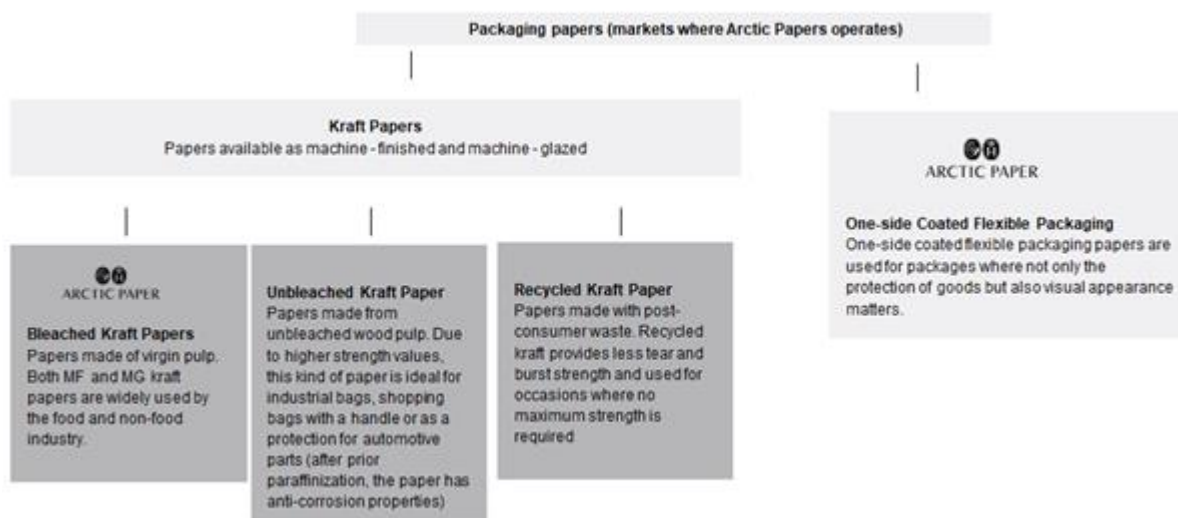 Packaging papers (markets where Arctic Papers operates)
Kraft Papers
Papers available as machine - finished and machine - glazed
ARCTIC PAPER
Bleached Kraft Papers
Papers made of virgin pulp.
Both MF and MG kraft
papers are widely used by
the food and non-food
industry.
Unbleached Kraft Paper
Papers made from
unbleached wood pulp. Due
to higher strength values,
this kind of paper is ideal for
industrial bags, shopping
bags with a handle or as a
protection for automotive
parts (after prior
paraffinization, the paper has
anti-corrosion properties)
Recycled Kraft Paper
Papers made with post-
consumer waste. Recycled
kraft provides less tear and
burst strength and used for
occasions where no
maximum strength is
required
ARCTIC PAPER
One-side Coated Flexible Packaging
One-side coated flexible packaging papers are
used for packages where not only the
protection of goods but also visual appearance
matters.